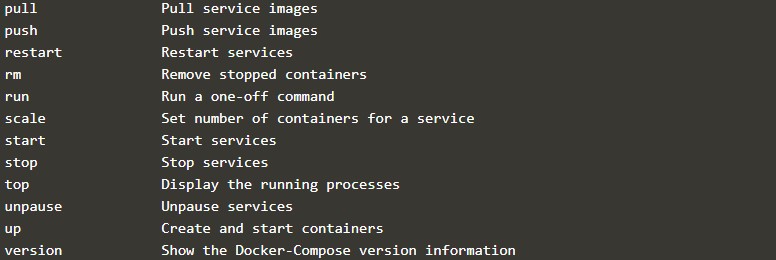 pull Pull service images
push Push service images
restart Restart services
rm Remove stopped containers
run Run a one-off command
scale Set number of containers for a service
start Start services
stop Stop services
top Display the running processes
unpause Unpause services
up Create and start containers
version Show the Docker-Compose version information